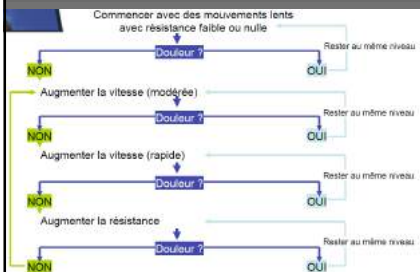 Commencer avec des mouvements lents
avec résistance faible ou nulle
Rester au même niveau
Douleur ?
NON
OUI
Augmenter la vitesse (modérée)
Rester au même niveau
Douleur ?
NON
OUI
Augmenter la vitesse (rapide)
Rester au même niveau
Douleur ?
NON
OUI
Augmenter la résistance
Rester au même niveau
Douleur ?
NON
OUI